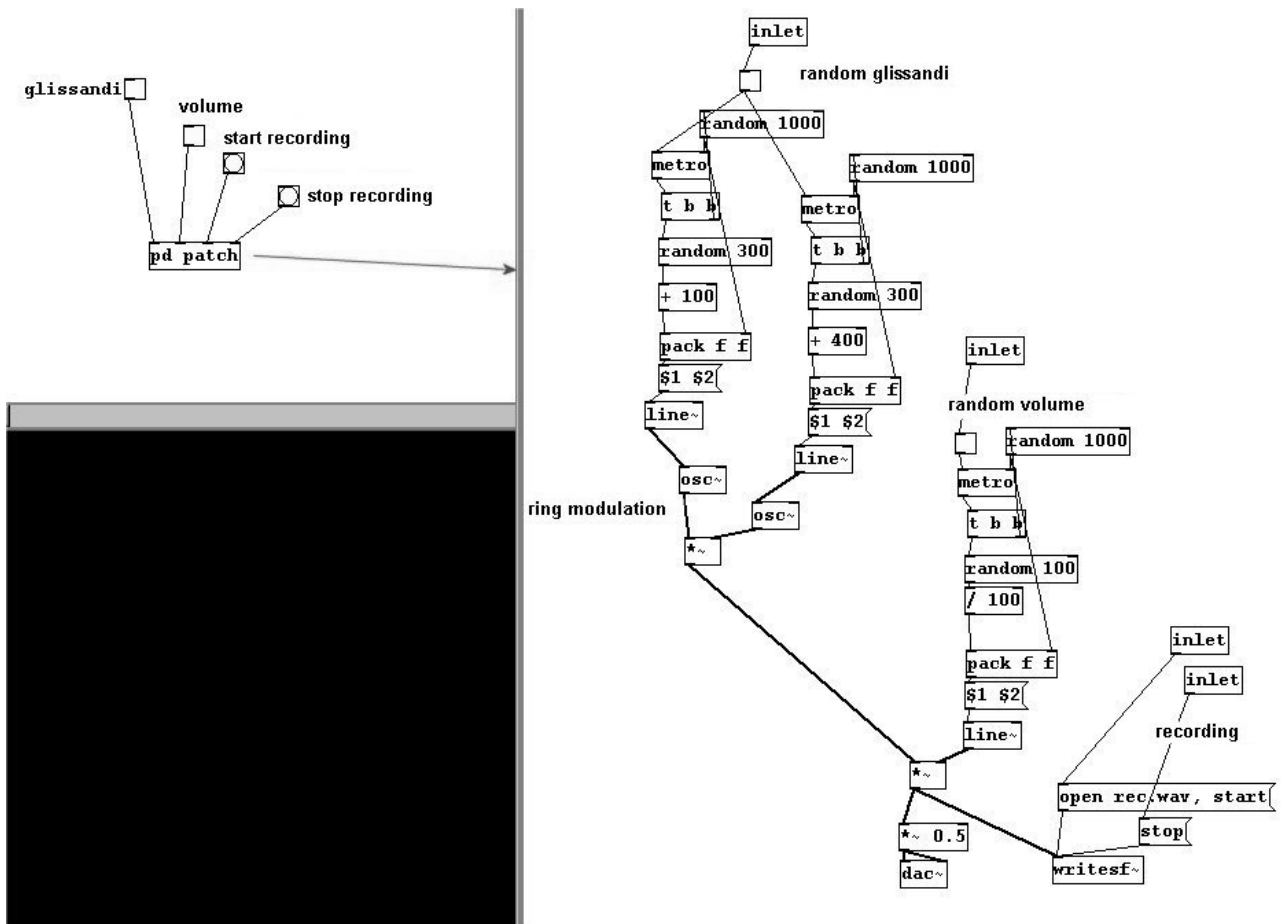 glissandi
volume
start recording
stop recording
pd patch
inlet
random glissandi
random 1000
metro
t b b
random 300
+ 100
pack f f
$1 $2
line~
osc~
random 1000
metro
t b b
random 300
+ 400
pack f f
$1 $2
line~
osc~
ring modulation
*~
inlet
random volume
random 1000
metro
t b b
random 100
/ 100
pack f f
$1 $2
line~
*~
*~ 0.5
dac~
inlet
inlet
recording
open rec.wav, start
stop
writesf~